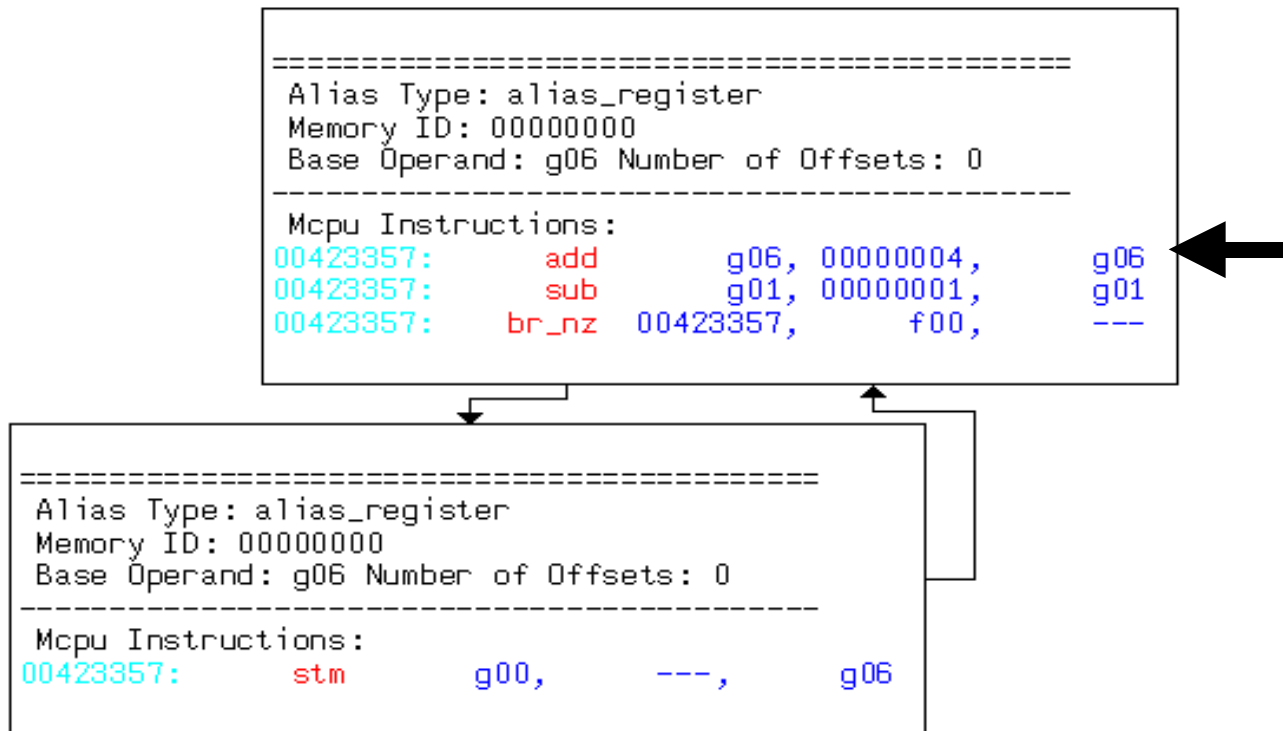 =============================================
Alias Type: alias_register
Memory ID: 00000000
Base Operand: g06 Number of Offsets: 0
---------------------------------------------
Mcpu Instructions:
00423357: add g06, 00000004, g06
00423357: sub g01, 00000001, g01
00423357: br_nz 00423357, f00, ---
=============================================
Alias Type: alias_register
Memory ID: 00000000
Base Operand: g06 Number of Offsets: 0
---------------------------------------------
Mcpu Instructions:
00423357: stm g00, ---, g06